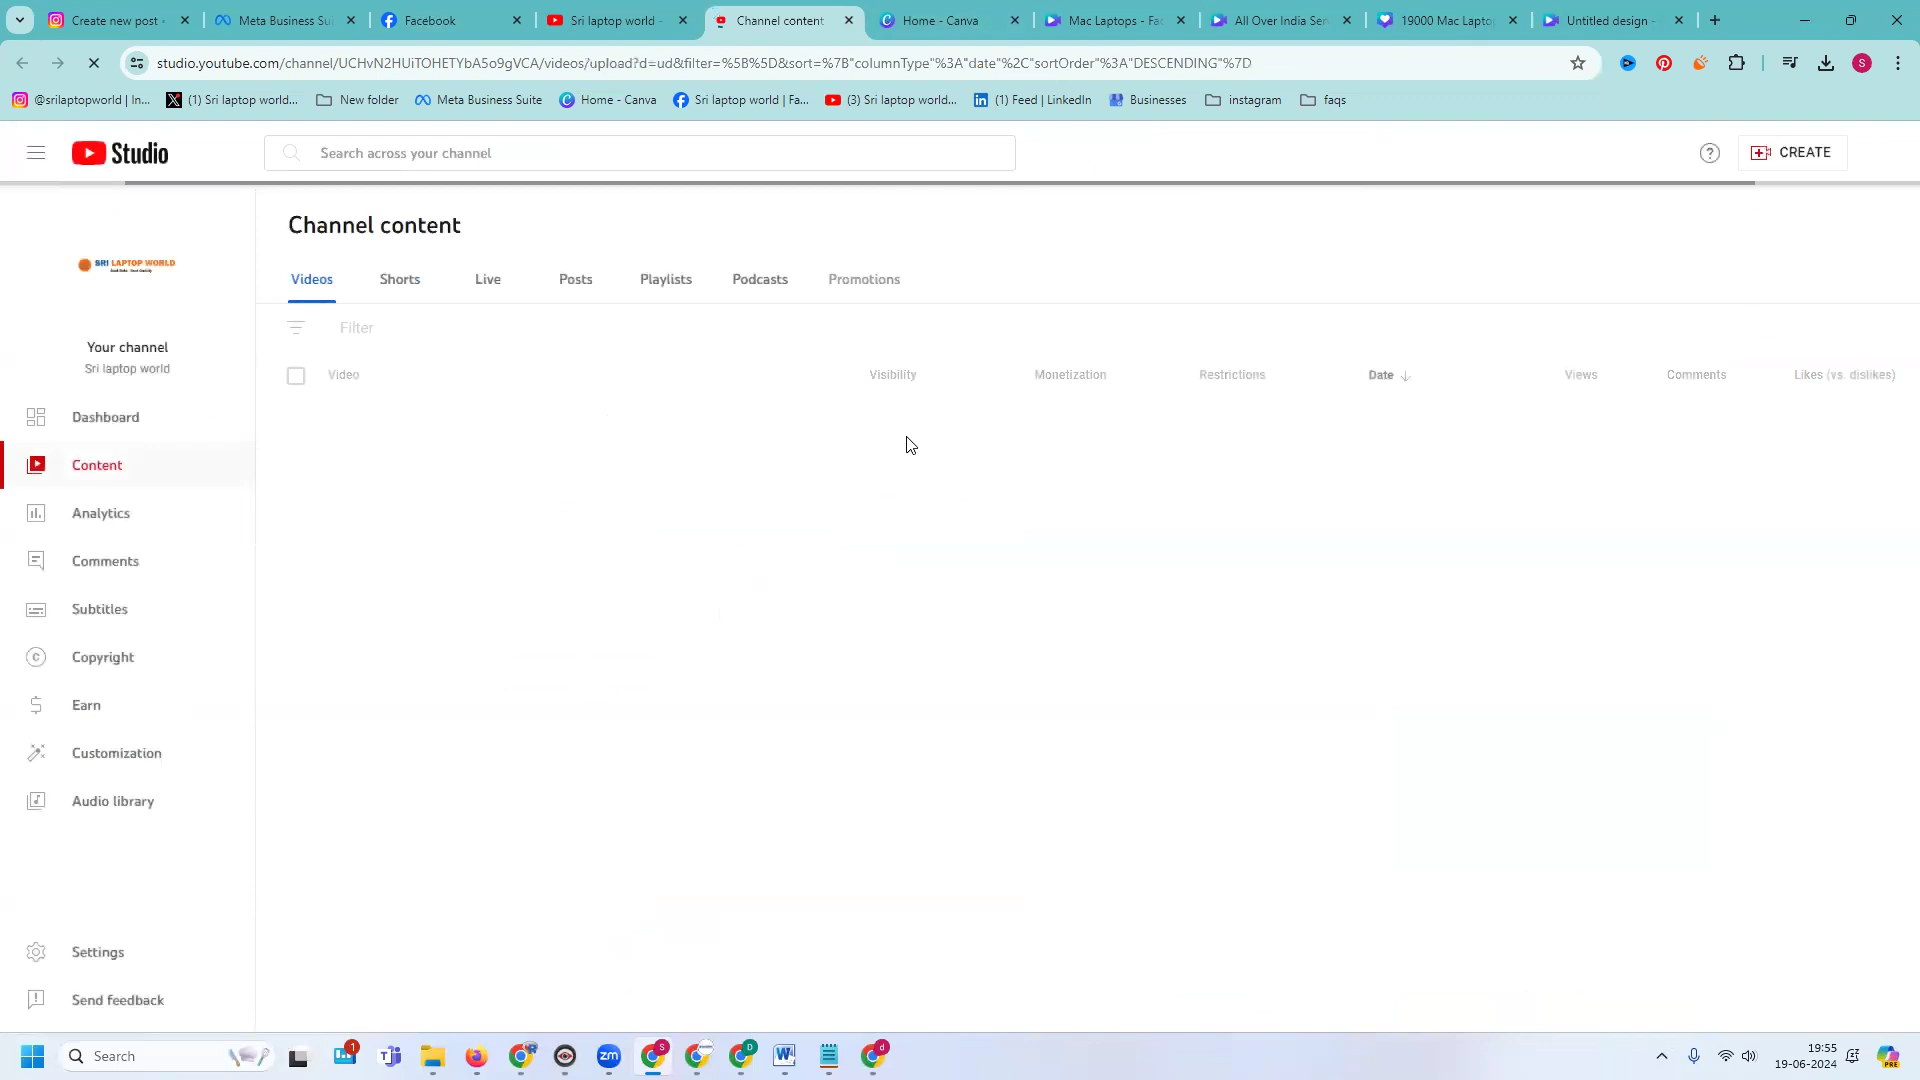 Create new post
Meta Business Sui
Facebook
Sri laptop world -
Channel content
Home - Canva
Mac Laptops - Fac
All Over India Ser
19000 Mac Lapto
Untitled design -
studio.youtube.com/channel/UCHvN2HUiTOHETYbA5o9gVCA/videos/upload?d=ud&filter=%5B%5D&sort=%7B"columnType"%3A"date"%2C"sortOrder"%3A"DESCENDING"%7D
S
@srilaptopworld | In...
(1) Sri laptop world...
New folder
Meta Business Suite
Home - Canva
Sri laptop world | Fa...
(3) Sri laptop world...
(1) Feed | LinkedIn
Businesses
instagram
faqs
Studio
Search across your channel
CREATE
Channel content
Videos
Shorts
Live
Posts
Playlists
Podcasts
Promotions
Filter
Video
Visibility
Monetization
Restrictions
Date
Views
Comments
Likes (vs. dislikes)
SRI LAPTOP WORLD
Your channel
Sri laptop world
Dashboard
Content
Analytics
Comments
Subtitles
Copyright
Earn
Customization
Audio library
Settings
Send feedback
Search
1
zm
S
D
d
19:55
19-06-2024
PRE